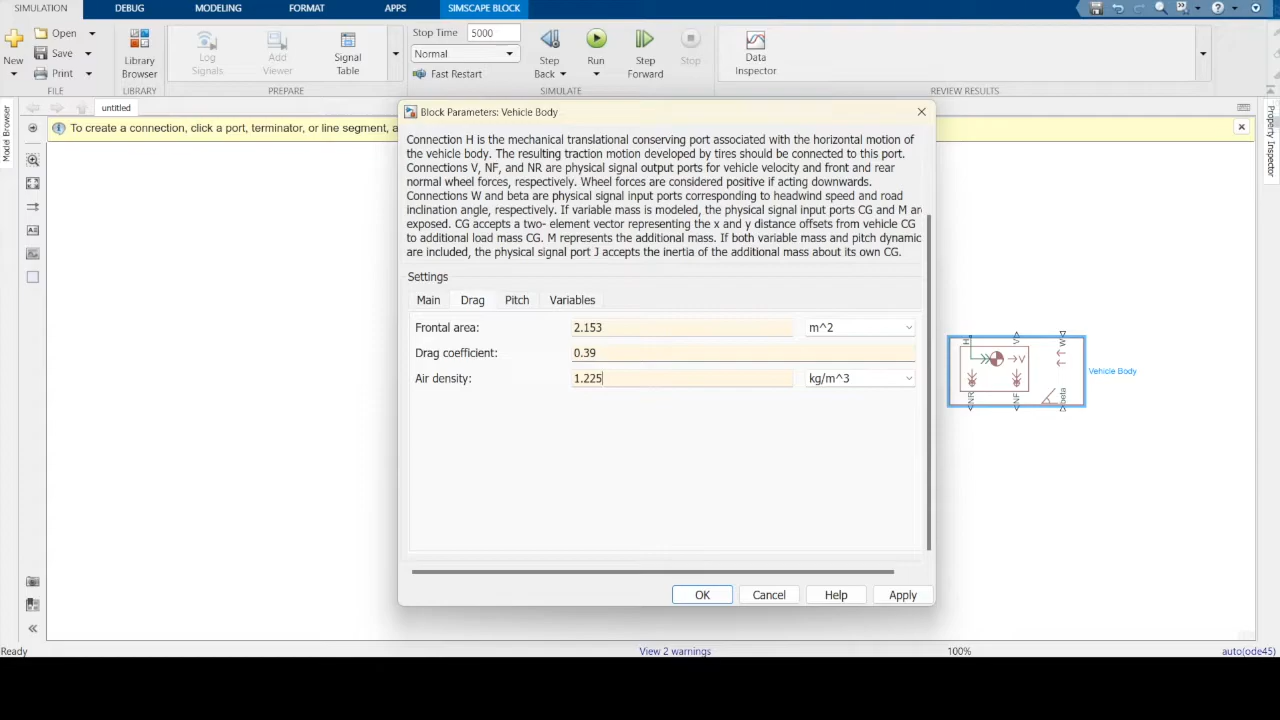 SIMULATION DEBUG MODELING FORMAT APPS SIMSCAPE BLOCK
New
Open
Save
Print
FILE
Library
Browser
LIBRARY
Log
Signals
Add
Viewer
Signal
Table
PREPARE
Stop Time 5000
Normal
Fast Restart
Step
Back
Run
Step
Forward
Stop
SIMULATE
Data
Inspector
REVIEW RESULTS
Model Browser
untitled
Property Inspector
To create a connection, click a port, terminator, or line segment, a
Block Parameters: Vehicle Body
Connection H is the mechanical translational conserving port associated with the horizontal motion of
the vehicle body. The resulting traction motion developed by tires should be connected to this port.
Connections V, NF, and NR are physical signal output ports for vehicle velocity and front and rear
normal wheel forces, respectively. Wheel forces are considered positive if acting downwards.
Connections W and beta are physical signal input ports corresponding to headwind speed and road
inclination angle, respectively. If variable mass is modeled, the physical signal input ports CG and M are
exposed. CG accepts a two- element vector representing the x and y distance offsets from vehicle CG
to additional load mass CG. M represents the additional mass. If both variable mass and pitch dynamic
are included, the physical signal port J accepts the inertia of the additional mass about its own CG.
Settings
Main Drag Pitch Variables
Frontal area: 2.153 m^2
Drag coefficient: 0.39
Air density: 1.225 kg/m^3
OK Cancel Help Apply
H V W
V
NR NF beta
Vehicle Body
Ready View 2 warnings 100% auto(ode45)